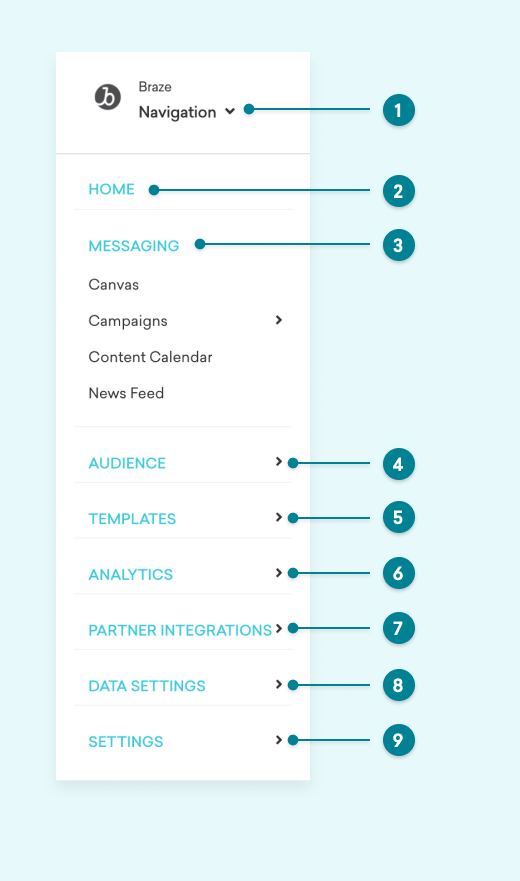 Braze
Navigation 1
HOME 2
MESSAGING 3
Canvas
Campaigns
Content Calendar
News Feed
AUDIENCE 4
TEMPLATES 5
ANALYTICS 6
PARTNER INTEGRATIONS 7
DATA SETTINGS 8
SETTINGS 9